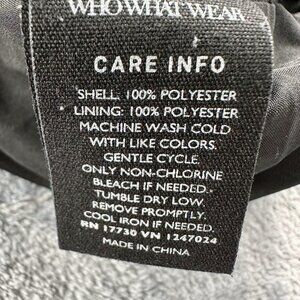 WHO WHAT WEAR
CARE INFO
SHELL: 100% POLYESTER
LINING: 100% POLYESTER
MACHINE WASH COLD
WITH LIKE COLORS.
GENTLE CYCLE.
ONLY NON-CHLORINE
BLEACH IF NEEDED.
TUMBLE DRY LOW.
REMOVE PROMPTLY.
COOL IRON IF NEEDED.
RN 17730 VN 1247024
MADE IN CHINA